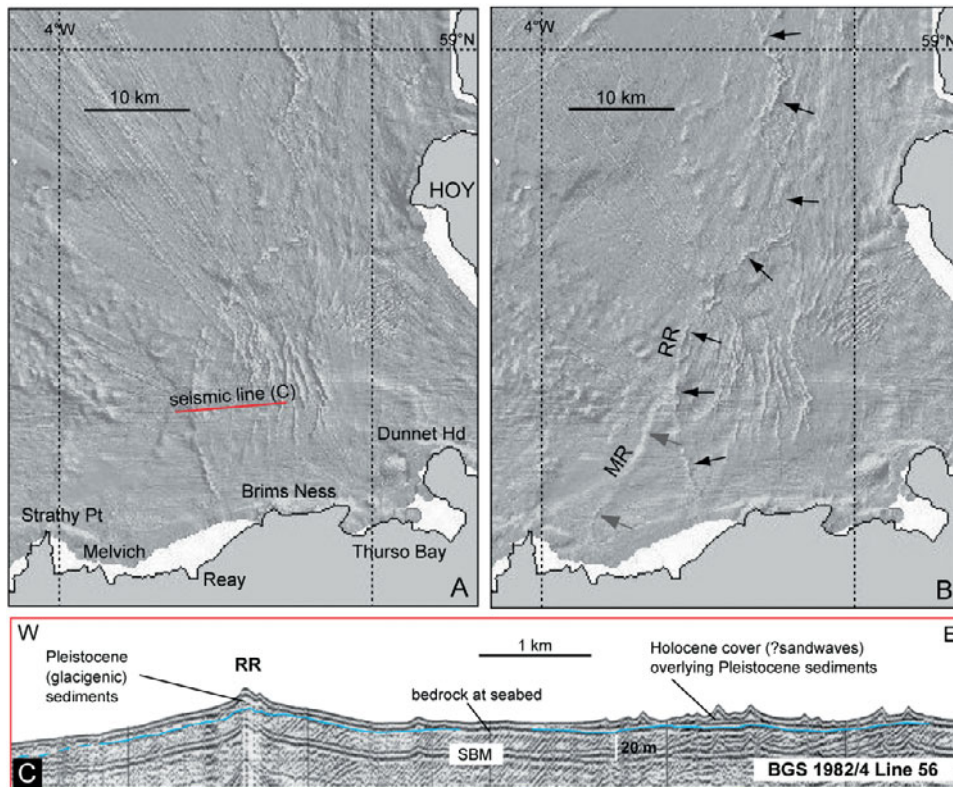 4°W
59°N
10 km
HOY
seismic line (C)
Dunnet Hd
Brims Ness
Strathy Pt
Melvich
Reay
Thurso Bay
A
4°W
59°N
10 km
RR
MR
B
W
E
1 km
Pleistocene
(glacigenic)
sediments
RR
bedrock at seabed
Holocene cover (?sandwaves)
overlying Pleistocene sediments
SBM
20 m
C
BGS 1982/4 Line 56